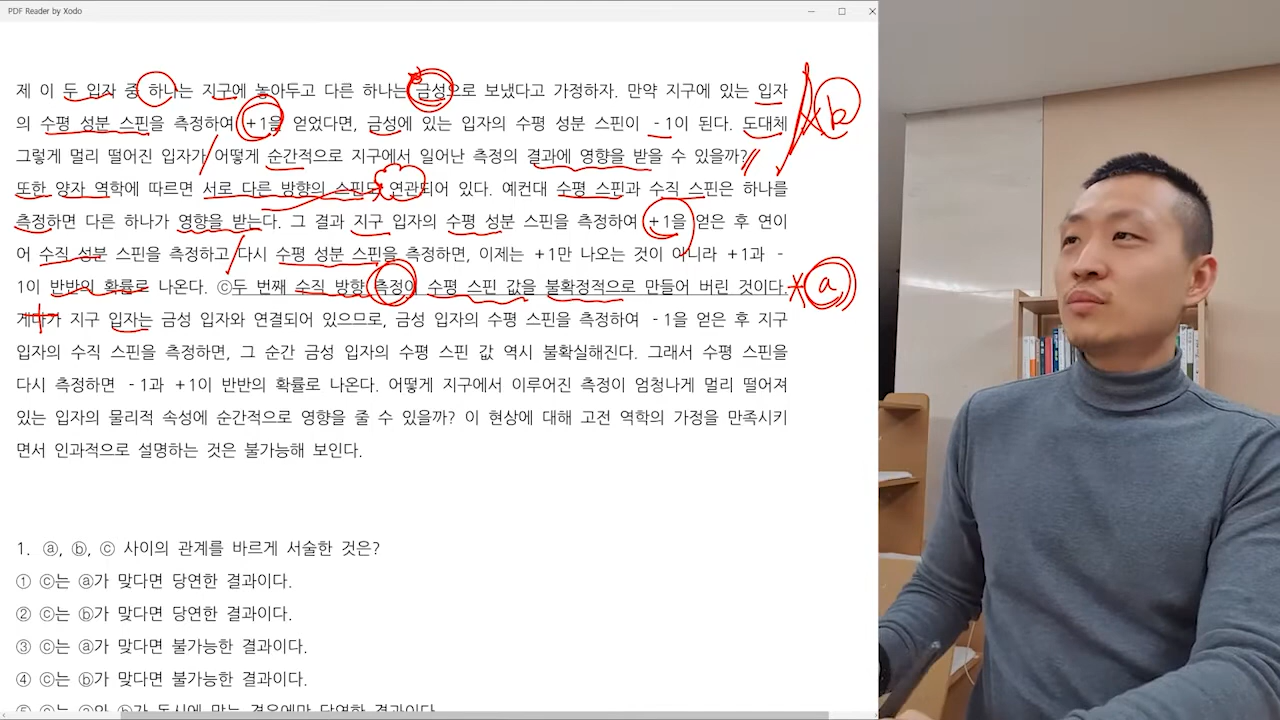 PDF Reader by Xodo
제 이 두 입자 중 하나는 지구에 놓아두고 다른 하나는 금성으로 보냈다고 가정하자. 만약 지구에 있는 입자
의 수평 성분 스핀을 측정하여 +1을 얻었다면, 금성에 있는 입자의 수평 성분 스핀이 -1이 된다. 도대체
b
그렇게 멀리 떨어진 입자가 어떻게 순간적으로 지구에서 일어난 측정의 결과에 영향을 받을 수 있을까?
또한 양자 역학에 따르면 서로 다른 방향의 스핀도 연관되어 있다. 예컨대 수평 스핀과 수직 스핀은 하나를
측정하면 다른 하나가 영향을 받는다. 그 결과 지구 입자의 수평 성분 스핀을 측정하여 +1을 얻은 후 연이
어 수직 성분 스핀을 측정하고 다시 수평 성분 스핀을 측정하면, 이제는 +1만 나오는 것이 아니라 +1과 -
1이 반반의 확률로 나온다. ⓒ두 번째 수직 방향 측정이 수평 스핀 값을 불확정적으로 만들어 버린 것이다.
a
게다가 지구 입자는 금성 입자와 연결되어 있으므로, 금성 입자의 수평 스핀을 측정하여 -1을 얻은 후 지구
입자의 수직 스핀을 측정하면, 그 순간 금성 입자의 수평 스핀 값 역시 불확실해진다. 그래서 수평 스핀을
다시 측정하면 -1과 +1이 반반의 확률로 나온다. 어떻게 지구에서 이루어진 측정이 엄청나게 멀리 떨어져
있는 입자의 물리적 속성에 순간적으로 영향을 줄 수 있을까? 이 현상에 대해 고전 역학의 가정을 만족시키
면서 인과적으로 설명하는 것은 불가능해 보인다.
1. ⓐ, ⓑ, ⓒ 사이의 관계를 바르게 서술한 것은?
① ⓒ는 ⓐ가 맞다면 당연한 결과이다.
② ⓒ는 ⓑ가 맞다면 당연한 결과이다.
③ ⓒ는 ⓐ가 맞다면 불가능한 결과이다.
④ ⓒ는 ⓑ가 맞다면 불가능한 결과이다.